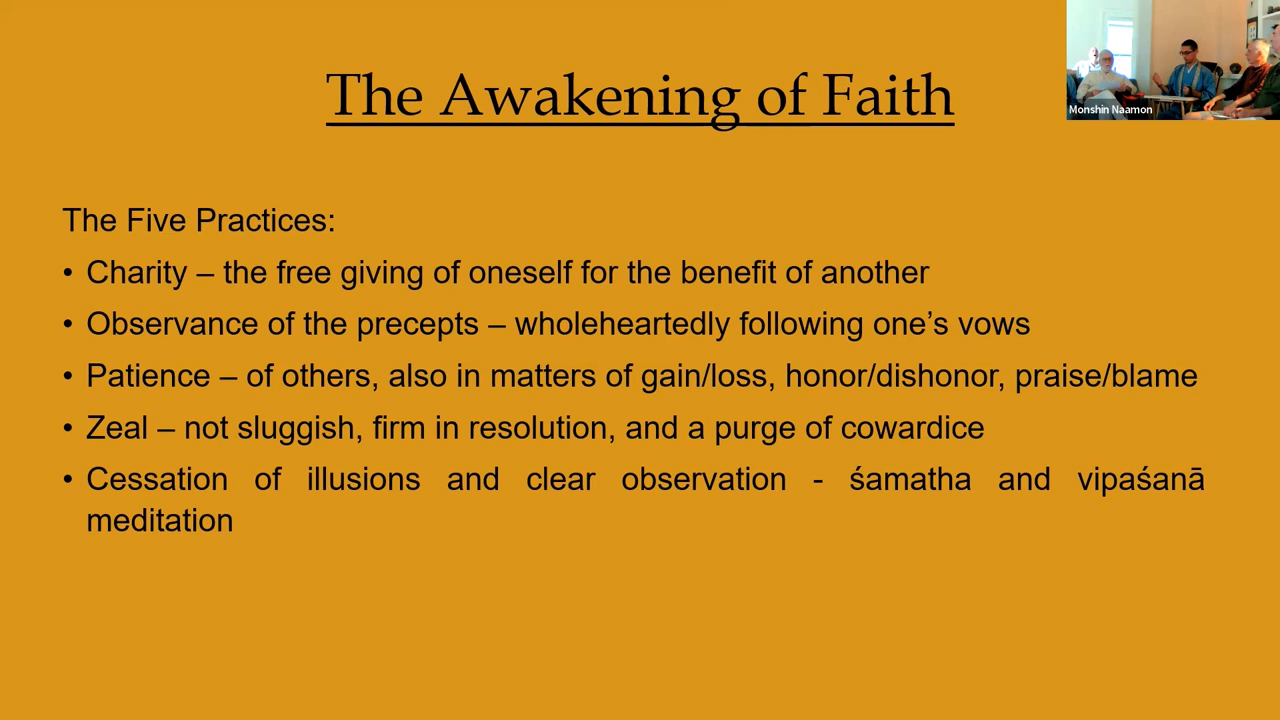 The Awakening of Faith
Monshin Naamon
The Five Practices:
• Charity – the free giving of oneself for the benefit of another
• Observance of the precepts – wholeheartedly following one’s vows
• Patience – of others, also in matters of gain/loss, honor/dishonor, praise/blame
• Zeal – not sluggish, firm in resolution, and a purge of cowardice
• Cessation of illusions and clear observation - śamatha and vipaśanā
meditation